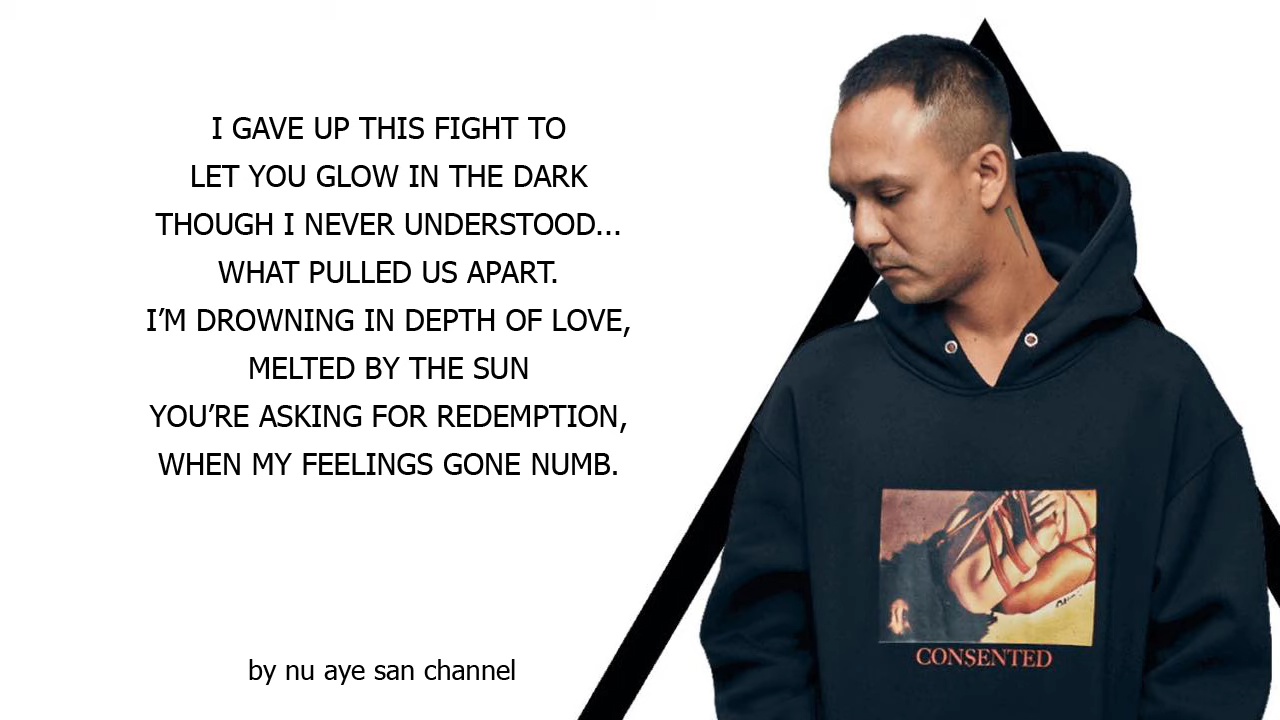 I GAVE UP THIS FIGHT TO
LET YOU GLOW IN THE DARK
THOUGH I NEVER UNDERSTOOD...
WHAT PULLED US APART.
I’M DROWNING IN DEPTH OF LOVE,
MELTED BY THE SUN
YOU’RE ASKING FOR REDEMPTION,
WHEN MY FEELINGS GONE NUMB.
by nu aye san channel
CONSENTED